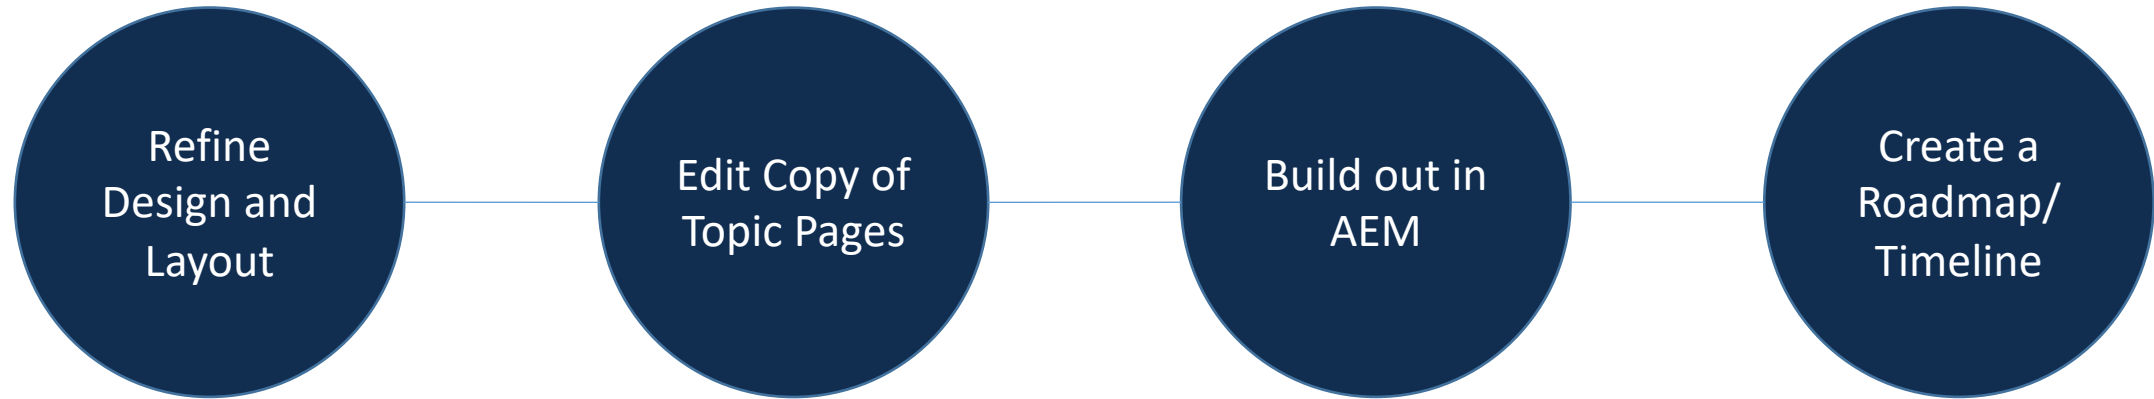 Refine
Design and
Layout
Edit Copy of
Topic Pages
Build out in
AEM
Create a
Roadmap/
Timeline